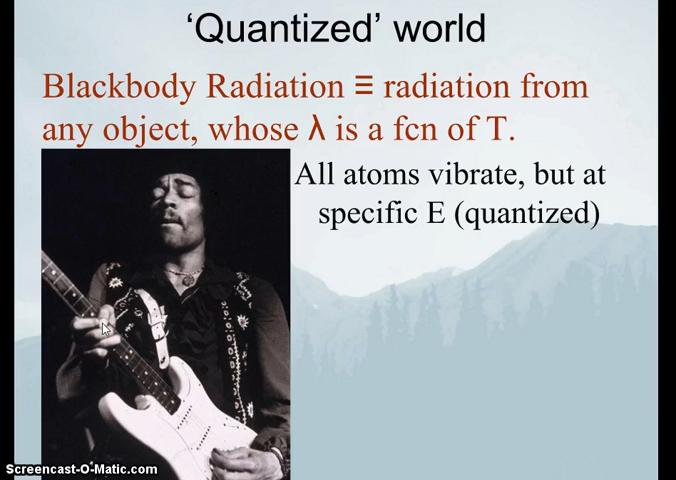 ‘Quantized’ world
Blackbody Radiation ≡ radiation from
any object, whose λ is a fcn of T.
All atoms vibrate, but at
specific E (quantized)
Screencast-O-Matic.com